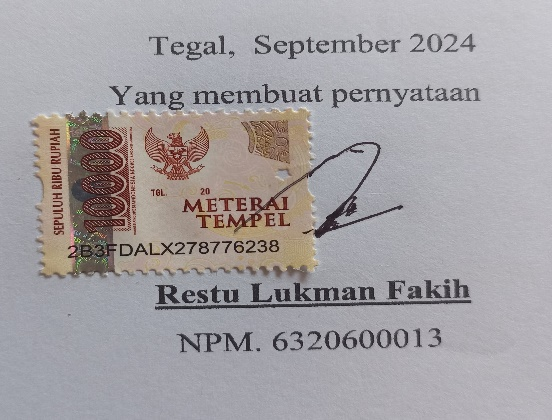 Tegal, September 2024
Yang membuat pernyataan
SEPULUH RIBU RUPIAH
10000
TGL. 20
METERAI
TEMPEL
2B3FDALX278776238
Restu Lukman Fakih
NPM. 6320600013